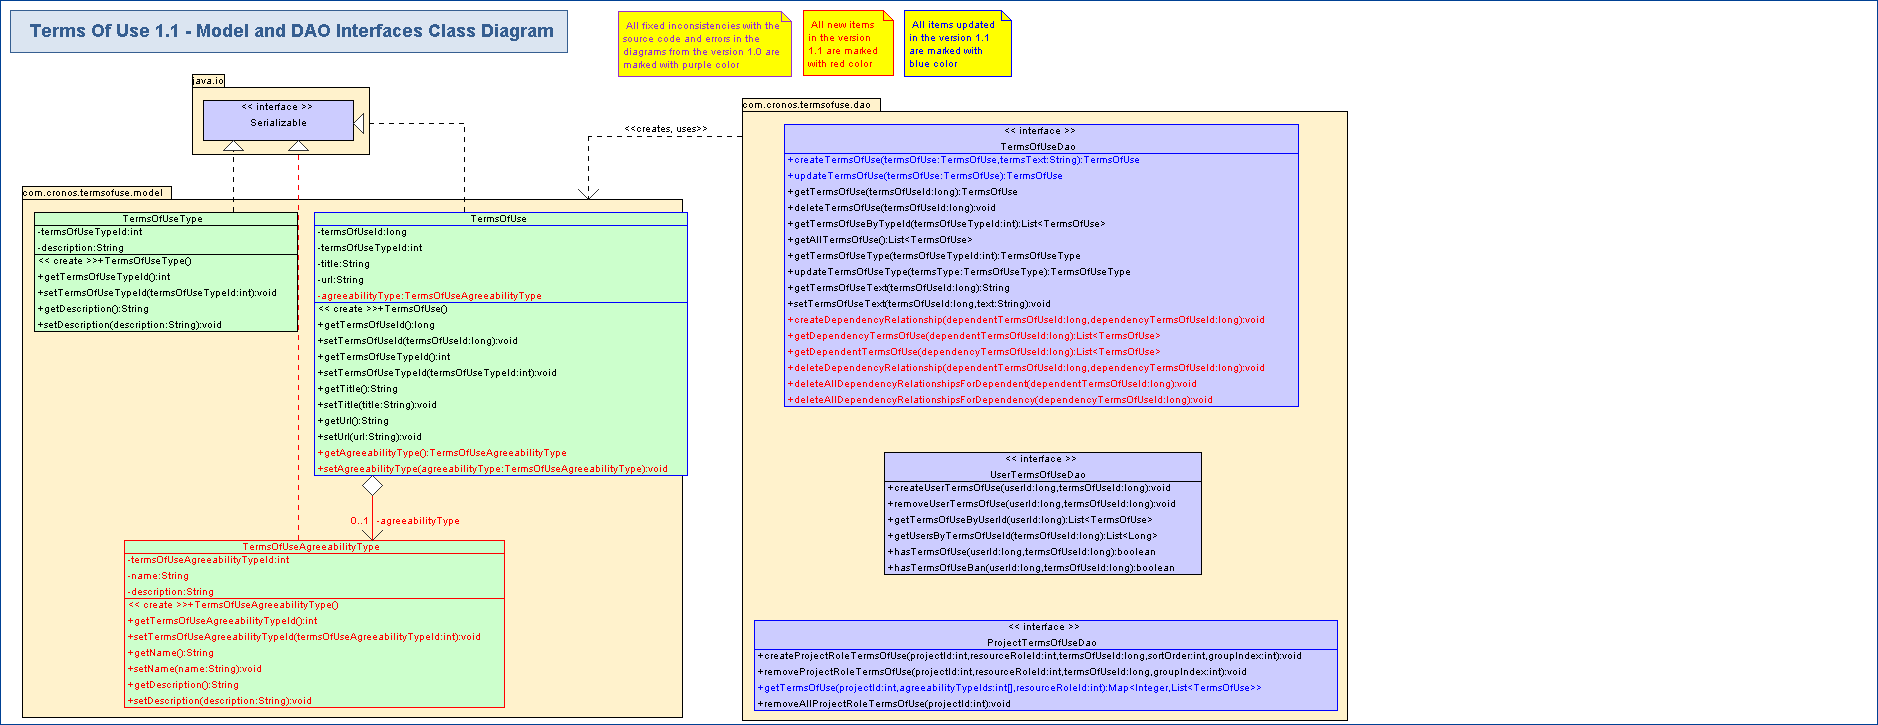 Terms Of Use 1.1 - Model and DAO Interfaces Class Diagram
All fixed inconsistencies with the
source code and errors in the
diagrams from the version 1.0 are
marked with purple color
All new items
in the version
1.1 are marked
with red color
All items updated
in the version 1.1
are marked with
blue color
java.io
<< interface >>
Serializable
<<creates, uses>>
com.cronos.termsofuse.model
TermsOfUseType
-termsOfUseTypeId:int
-description:String
<< create >>+TermsOfUseType()
+getTermsOfUseTypeId():int
+setTermsOfUseTypeId(termsOfUseTypeId:int):void
+getDescription():String
+setDescription(description:String):void
TermsOfUse
-termsOfUseId:long
-termsOfUseTypeId:int
-title:String
-url:String
-agreeabilityType:TermsOfUseAgreeabilityType
<< create >>+TermsOfUse()
+getTermsOfUseId():long
+setTermsOfUseId(termsOfUseId:long):void
+getTermsOfUseTypeId():int
+setTermsOfUseTypeId(termsOfUseTypeId:int):void
+getTitle():String
+setTitle(title:String):void
+getUrl():String
+setUrl(url:String):void
+getAgreeabilityType():TermsOfUseAgreeabilityType
+setAgreeabilityType(agreeabilityType:TermsOfUseAgreeabilityType):void
0..1 -agreeabilityType
TermsOfUseAgreeabilityType
-termsOfUseAgreeabilityTypeId:int
-name:String
-description:String
<< create >>+TermsOfUseAgreeabilityType()
+getTermsOfUseAgreeabilityTypeId():int
+setTermsOfUseAgreeabilityTypeId(termsOfUseAgreeabilityTypeId:int):void
+getName():String
+setName(name:String):void
+getDescription():String
+setDescription(description:String):void
com.cronos.termsofuse.dao
<< interface >>
TermsOfUseDao
+createTermsOfUse(termsOfUse:TermsOfUse,termsText:String):TermsOfUse
+updateTermsOfUse(termsOfUse:TermsOfUse):TermsOfUse
+getTermsOfUse(termsOfUseId:long):TermsOfUse
+deleteTermsOfUse(termsOfUseId:long):void
+getTermsOfUseByTypeId(termsOfUseTypeId:int):List<TermsOfUse>
+getAllTermsOfUse():List<TermsOfUse>
+getTermsOfUseType(termsOfUseTypeId:int):TermsOfUseType
+updateTermsOfUseType(termsType:TermsOfUseType):TermsOfUseType
+getTermsOfUseText(termsOfUseId:long):String
+setTermsOfUseText(termsOfUseId:long,text:String):void
+createDependencyRelationship(dependentTermsOfUseId:long,dependencyTermsOfUseId:long):void
+getDependencyTermsOfUse(dependentTermsOfUseId:long):List<TermsOfUse>
+getDependentTermsOfUse(dependencyTermsOfUseId:long):List<TermsOfUse>
+deleteDependencyRelationship(dependentTermsOfUseId:long,dependencyTermsOfUseId:long):void
+deleteAllDependencyRelationshipsForDependent(dependentTermsOfUseId:long):void
+deleteAllDependencyRelationshipsForDependency(dependencyTermsOfUseId:long):void
<< interface >>
UserTermsOfUseDao
+createUserTermsOfUse(userId:long,termsOfUseId:long):void
+removeUserTermsOfUse(userId:long,termsOfUseId:long):void
+getTermsOfUseByUserId(userId:long):List<TermsOfUse>
+getUsersByTermsOfUseId(termsOfUseId:long):List<Long>
+hasTermsOfUse(userId:long,termsOfUseId:long):boolean
+hasTermsOfUseBan(userId:long,termsOfUseId:long):boolean
<< interface >>
ProjectTermsOfUseDao
+createProjectRoleTermsOfUse(projectId:int,resourceRoleId:int,termsOfUseId:long,sortOrder:int,groupIndex:int):void
+removeProjectRoleTermsOfUse(projectId:int,resourceRoleId:int,termsOfUseId:long,groupIndex:int):void
+getTermsOfUse(projectId:int,agreeabilityTypeIds:int[],resourceRoleId:int):Map<Integer,List<TermsOfUse>>
+removeAllProjectRoleTermsOfUse(projectId:int):void